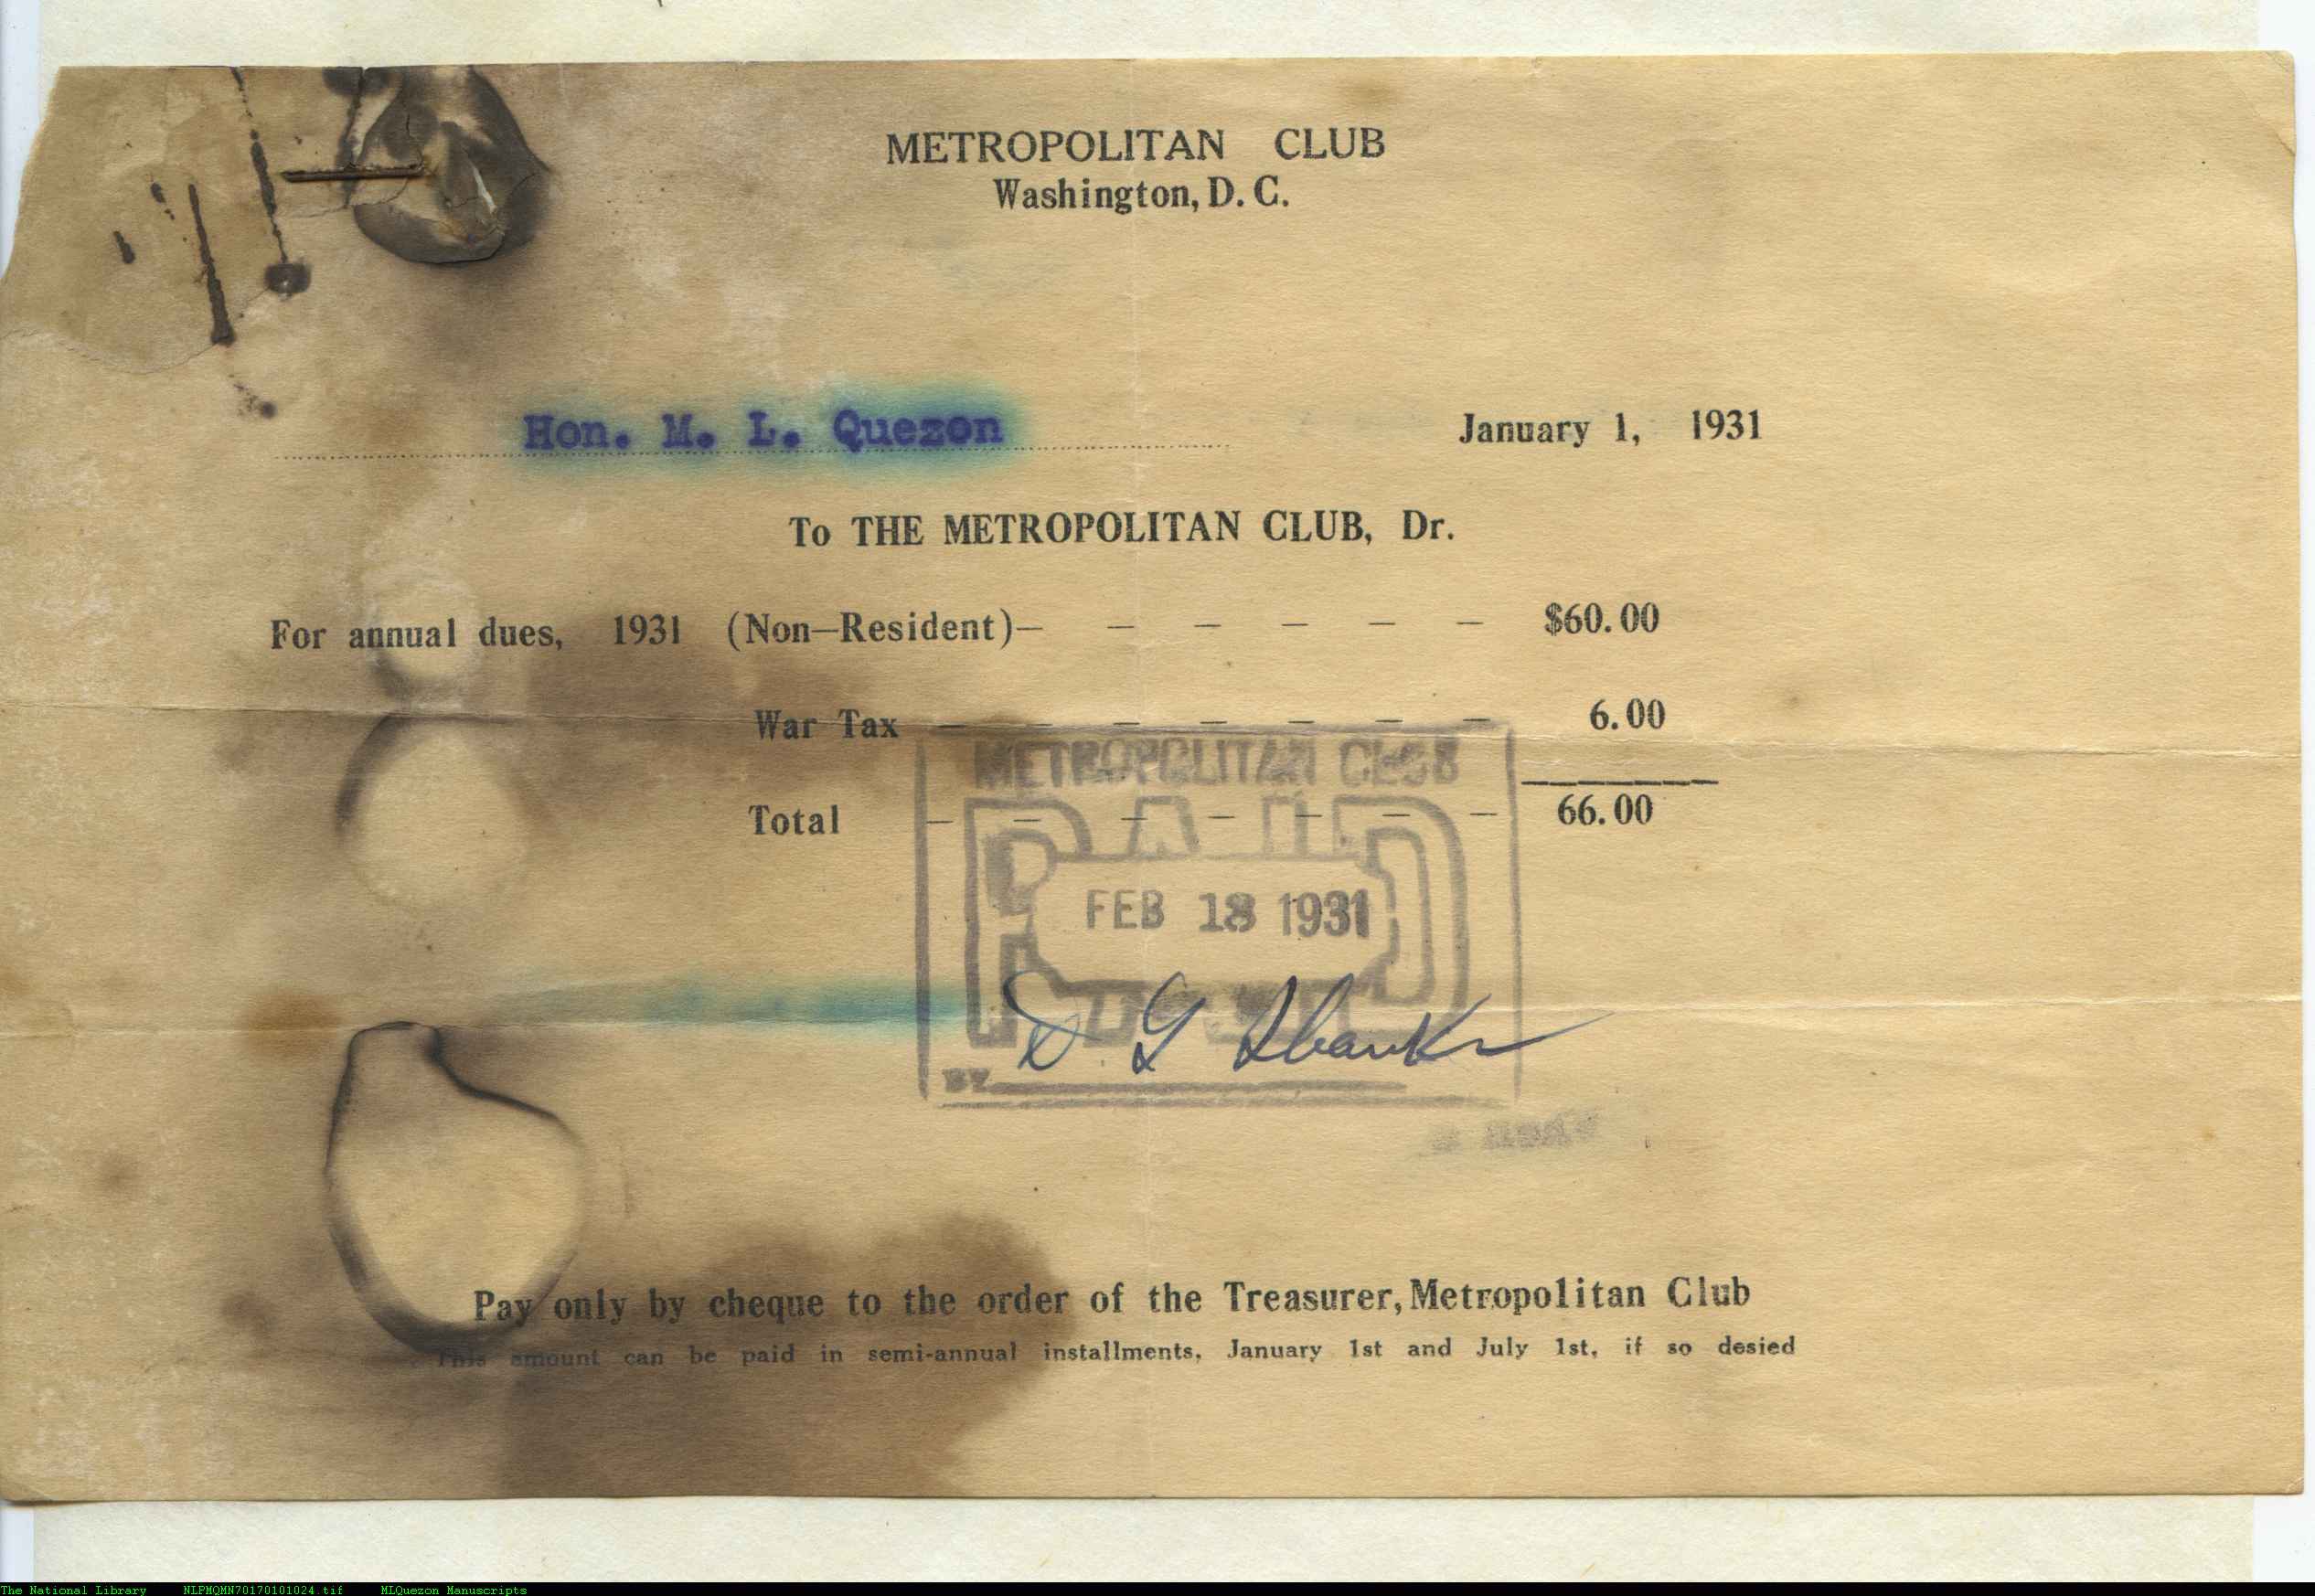 METROPOLITAN CLUB
Washington, D. C.
Hon. M. L. Quezon
January 1, 1931
To THE METROPOLITAN CLUB, Dr.
For annual dues, 1931 (Non-Resident)- - - - - - $60.00
War Tax - - - - - - - 6.00
Total - - - - - - - 66.00
METROPOLITAN CLUB
PAID
FEB 18 1931
BY
Pay only by cheque to the order of the Treasurer, Metropolitan Club
This amount can be paid in semi-annual installments, January 1st and July 1st, if so desied
The National Library NLPMQMN70170101024.tif MLQuezon Manuscripts